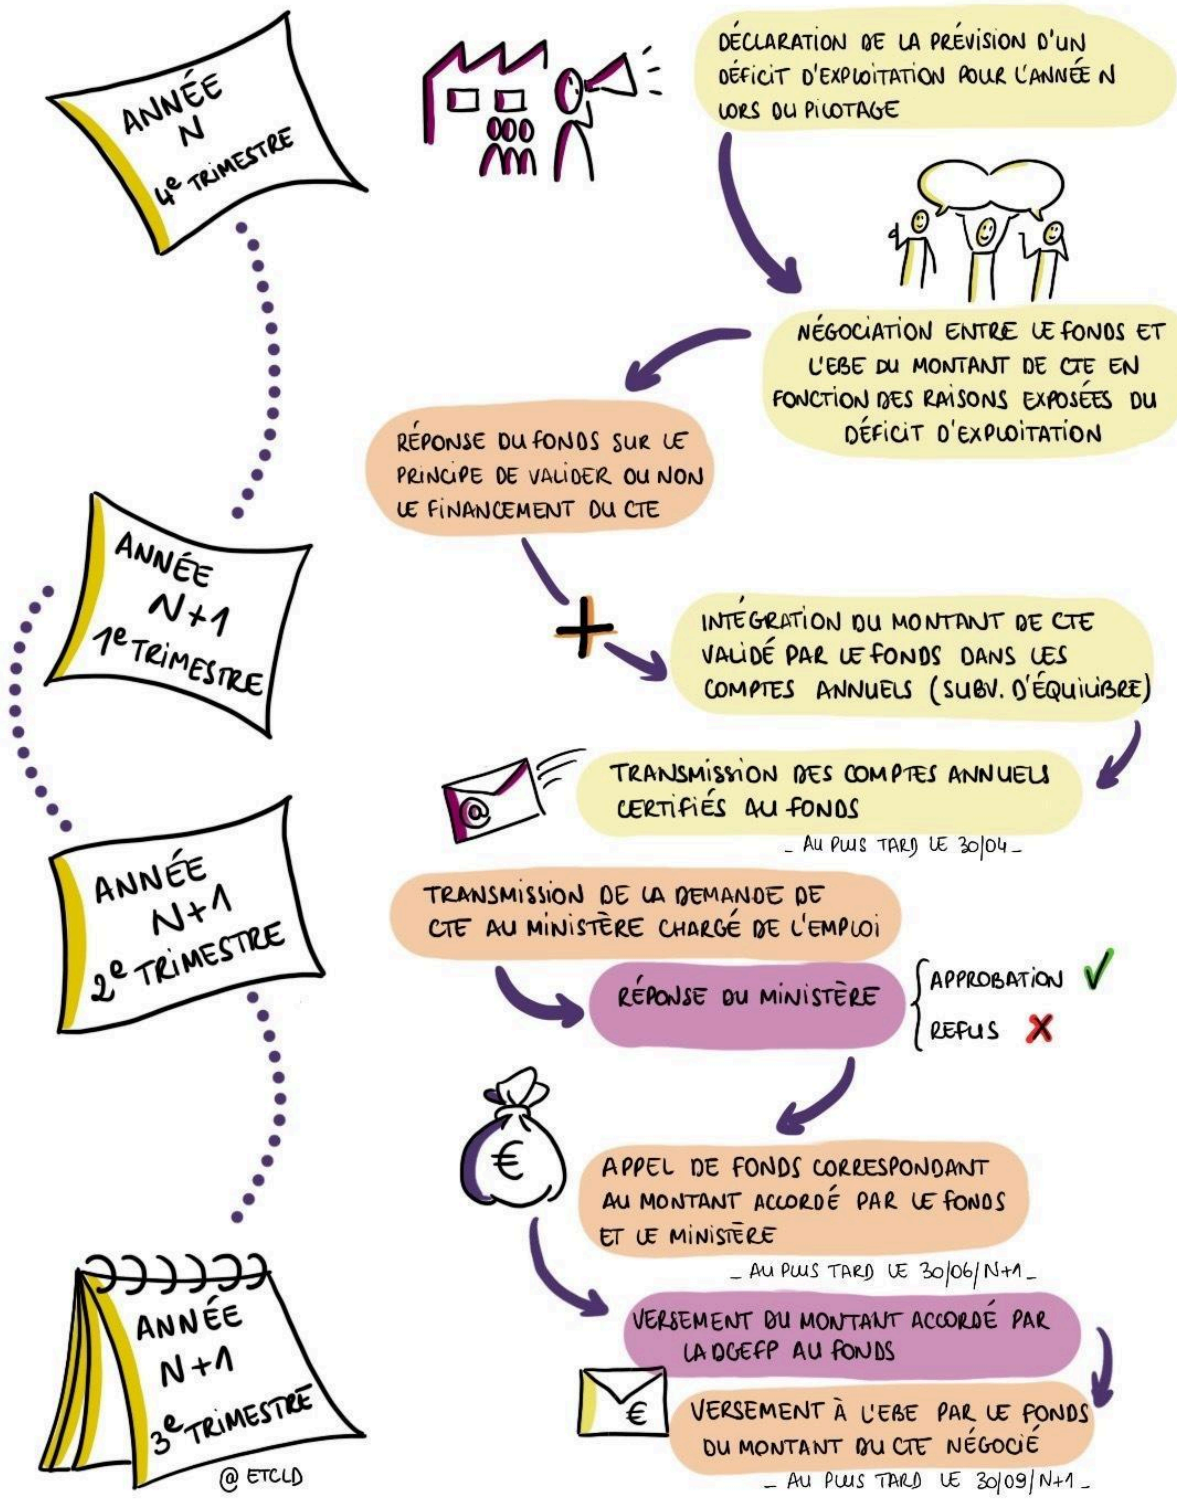 ANNÉE
N
4e TRIMESTRE
DÉCLARATION DE LA PRÉVISION D'UN
DÉFICIT D'EXPLOITATION POUR L'ANNÉE N
LORS DU PILOTAGE
NÉGOCIATION ENTRE LE FONDS ET
L'EBE DU MONTANT DE CTE EN
FONCTION DES RAISONS EXPOSÉES DU
DÉFICIT D'EXPLOITATION
RÉPONSE DU FONDS SUR LE
PRINCIPE DE VALIDER OU NON
LE FINANCEMENT DU CTE
ANNÉE
N+1
1e TRIMESTRE
INTÉGRATION DU MONTANT DE CTE
VALIDÉ PAR LE FONDS DANS LES
COMPTES ANNUELS (SUBV. D'ÉQUILIBRE)
@
TRANSMISSION DES COMPTES ANNUELS
CERTIFIÉS AU FONDS
_ AU PLUS TARD LE 30/04 _
ANNÉE
N+1
2e TRIMESTRE
TRANSMISSION DE LA DEMANDE DE
CTE AU MINISTÈRE CHARGÉ DE L'EMPLOI
RÉPONSE DU MINISTÈRE
APPROBATION
REFUS
€
APPEL DE FONDS CORRESPONDANT
AU MONTANT ACCORDÉ PAR LE FONDS
ET LE MINISTÈRE
_ AU PLUS TARD LE 30/06/N+1 _
ANNÉE
N+1
3e TRIMESTRE
@ ETCLD
VERSEMENT DU MONTANT ACCORDÉ PAR
LA DGEFP AU FONDS
€
VERSEMENT À L'EBE PAR LE FONDS
DU MONTANT DU CTE NÉGOCIÉ
_ AU PLUS TARD LE 30/09/N+1 _